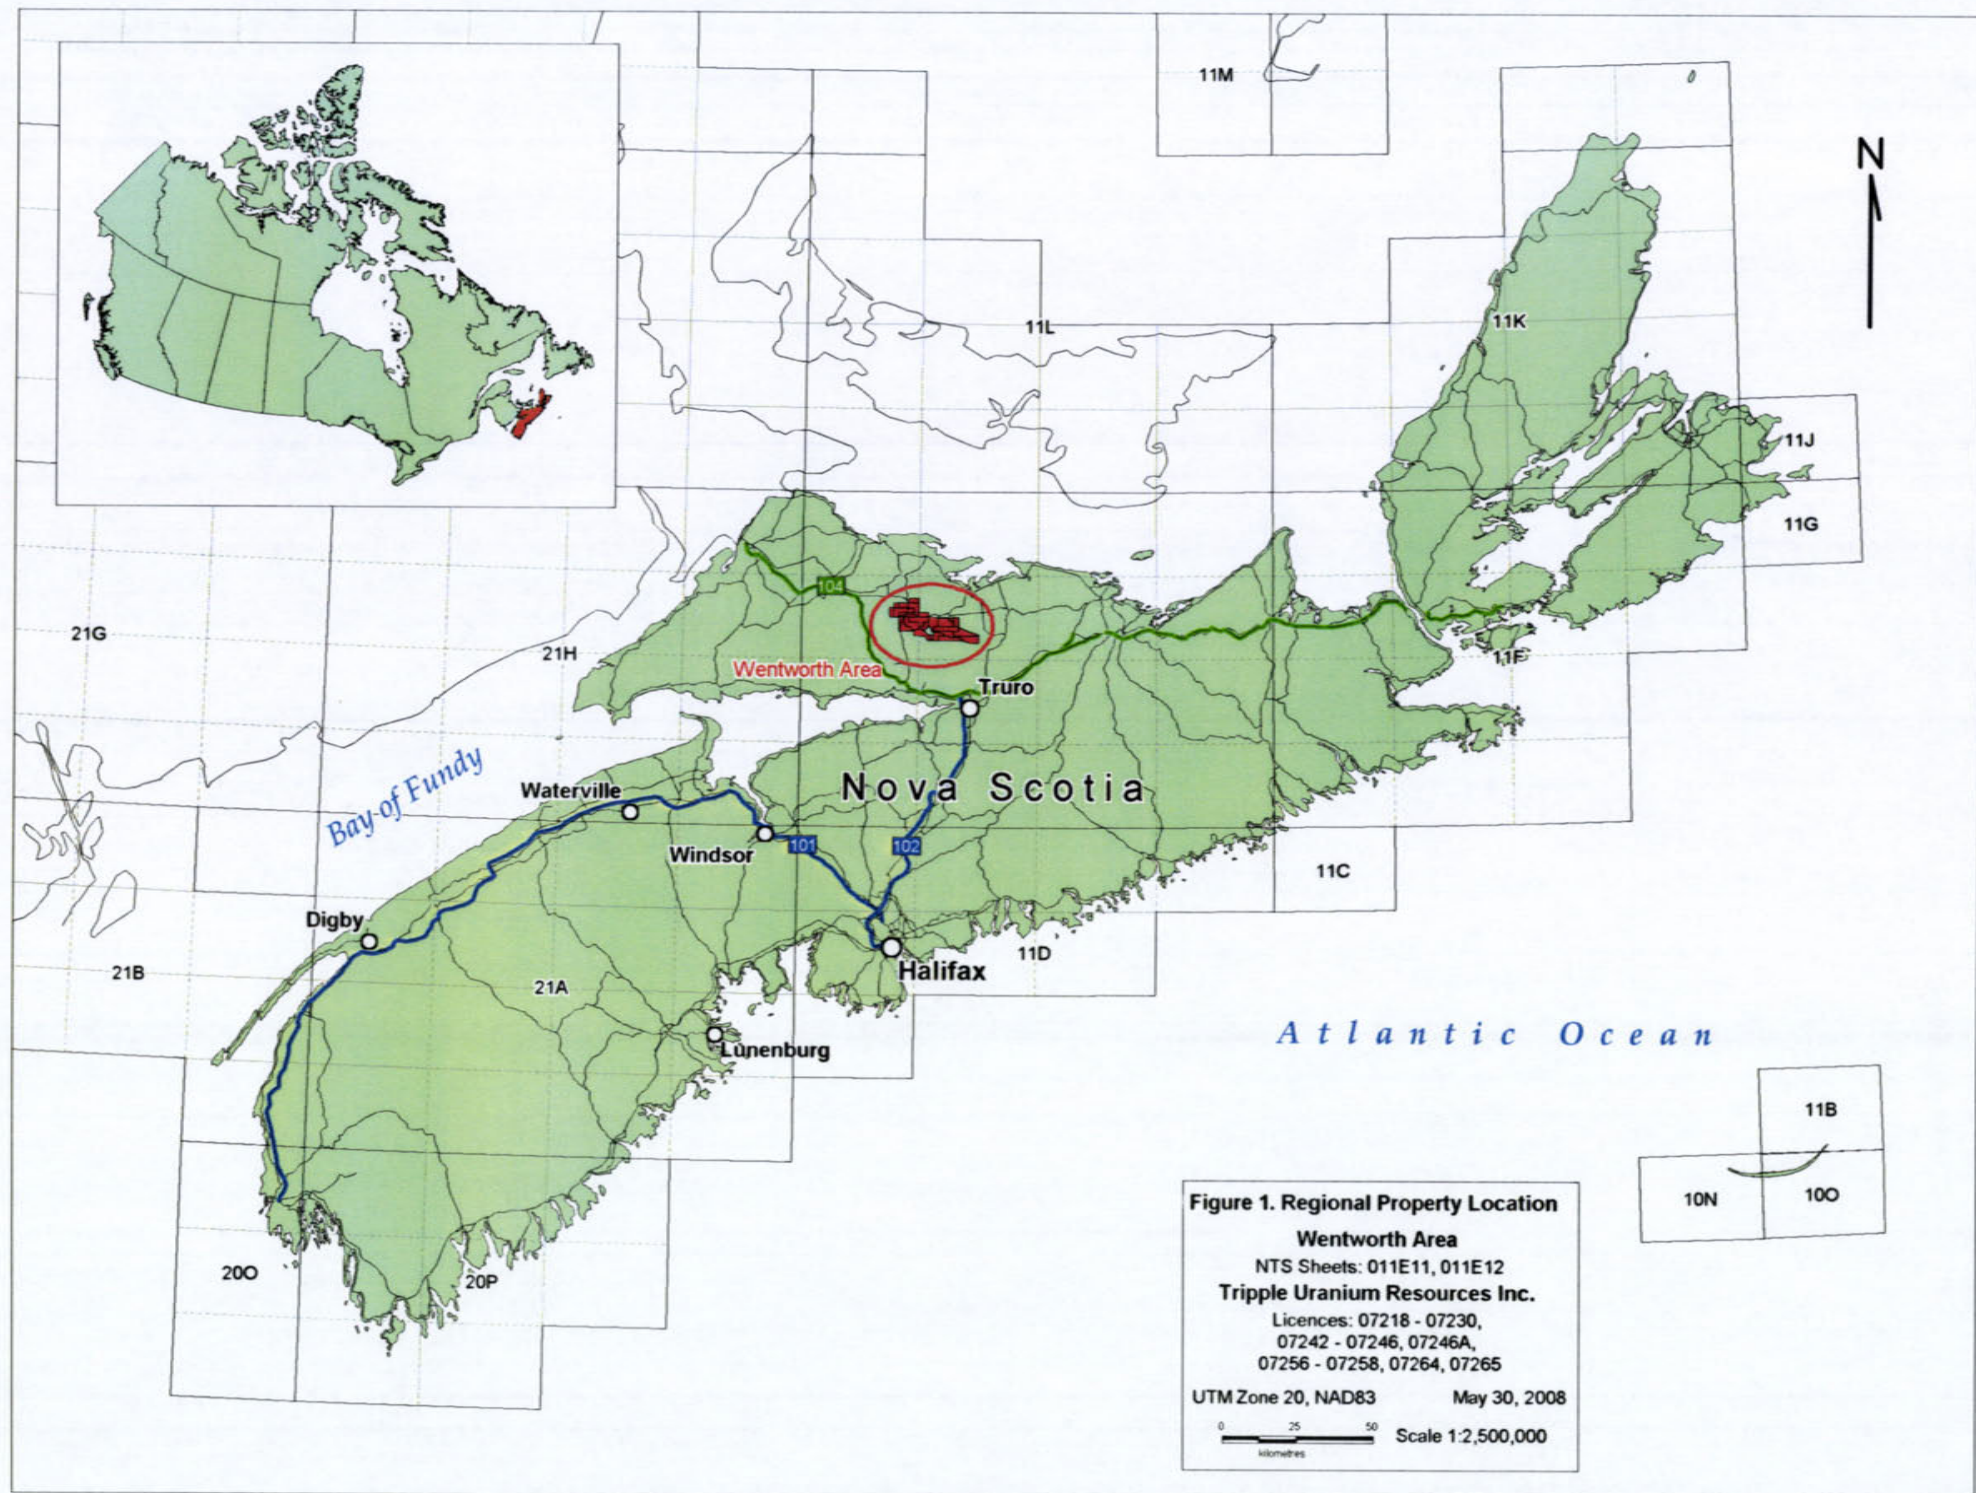 11M
N
11K
11L
11J
11G
104
21G
21H
11F
Wentworth Area
Truro
Bay of Fundy
Waterville
Nova Scotia
Windsor
101
102
11C
Digby
11D
21B
Halifax
21A
Atlantic Ocean
Lunenburg
11B
10N
10O
20O
20P
Figure 1. Regional Property Location
Wentworth Area
NTS Sheets: 011E11, 011E12
Tripple Uranium Resources Inc.
Licences: 07218 - 07230,
07242 - 07246, 07246A,
07256 - 07258, 07264, 07265
UTM Zone 20, NAD83 May 30, 2008
0 25 50
Scale 1:2,500,000
kilometres